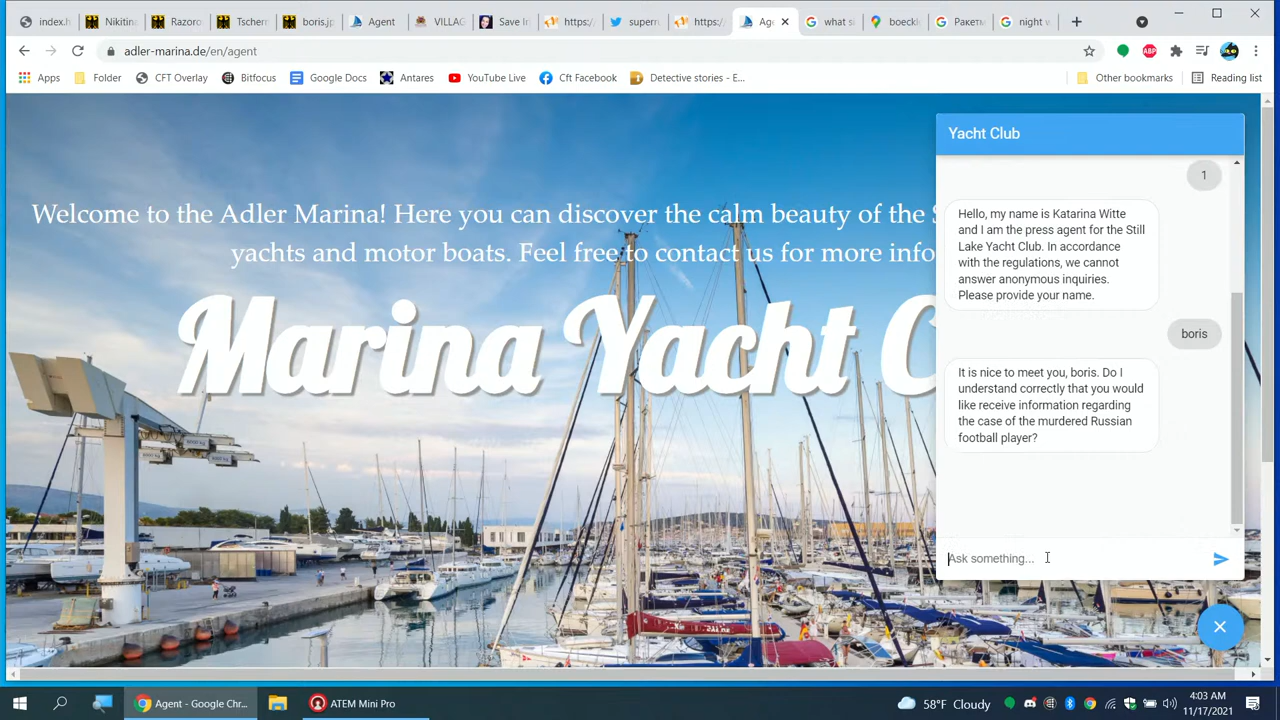 index.h
Nikitin
Razoro
Tscherr
boris.jp
Agent
VILLAG
Save in
https:/
superru
https:/
Age
what si
boeckle
Ракетн
night w
adler-marina.de/en/agent
Apps
Folder
CFT Overlay
Bitfocus
Google Docs
Antares
YouTube Live
Cft Facebook
Detective stories - E...
Other bookmarks
Reading list
Welcome to the Adler Marina! Here you can discover the calm beauty of the S
yachts and motor boats. Feel free to contact us for more info
Marina Yacht C
Yacht Club
1
Hello, my name is Katarina Witte
and I am the press agent for the Still
Lake Yacht Club. In accordance
with the regulations, we cannot
answer anonymous inquiries.
Please provide your name.
boris
It is nice to meet you, boris. Do I
understand correctly that you would
like receive information regarding
the case of the murdered Russian
football player?
Ask something...
Agent - Google Chr...
ATEM Mini Pro
58°F Cloudy
4:03 AM
11/17/2021